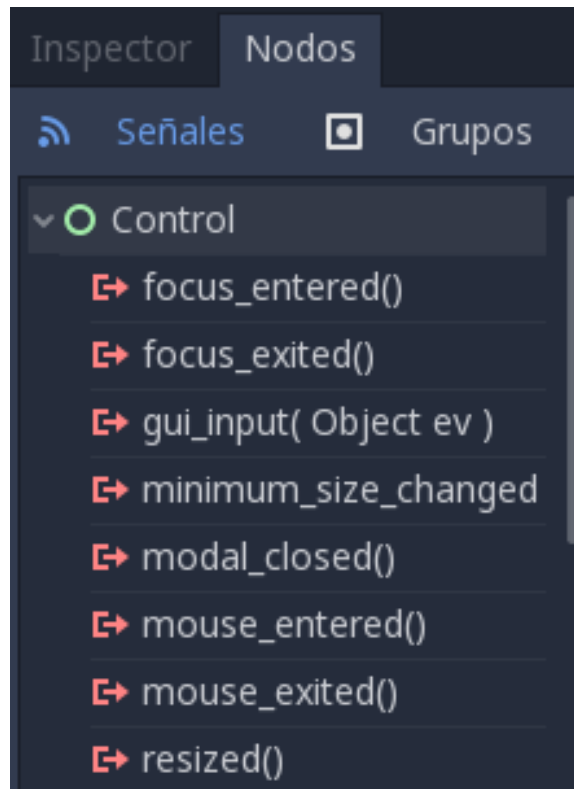 Inspector Nodos
Señales Grupos
Control
focus_entered()
focus_exited()
gui_input( Object ev )
minimum_size_changed
modal_closed()
mouse_entered()
mouse_exited()
resized()